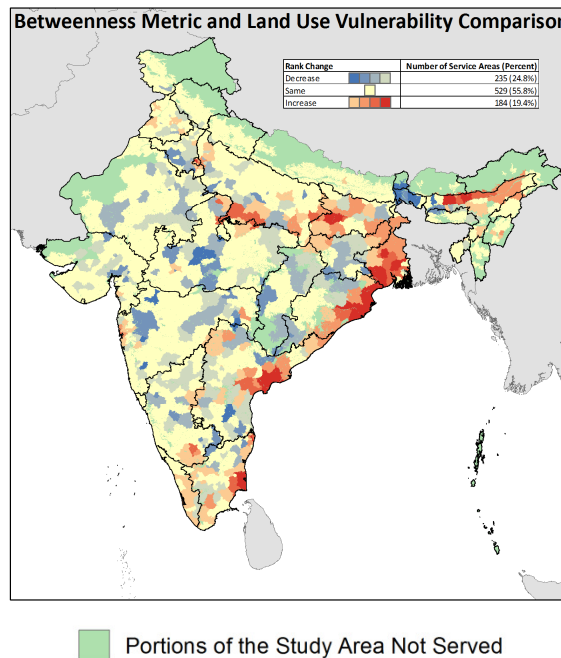 Betweenness Metric and Land Use Vulnerability Comparison
Rank Change Number of Service Areas (Percent)
Decrease 235 (24.8%)
Same 529 (55.8%)
Increase 184 (19.4%)
Portions of the Study Area Not Served